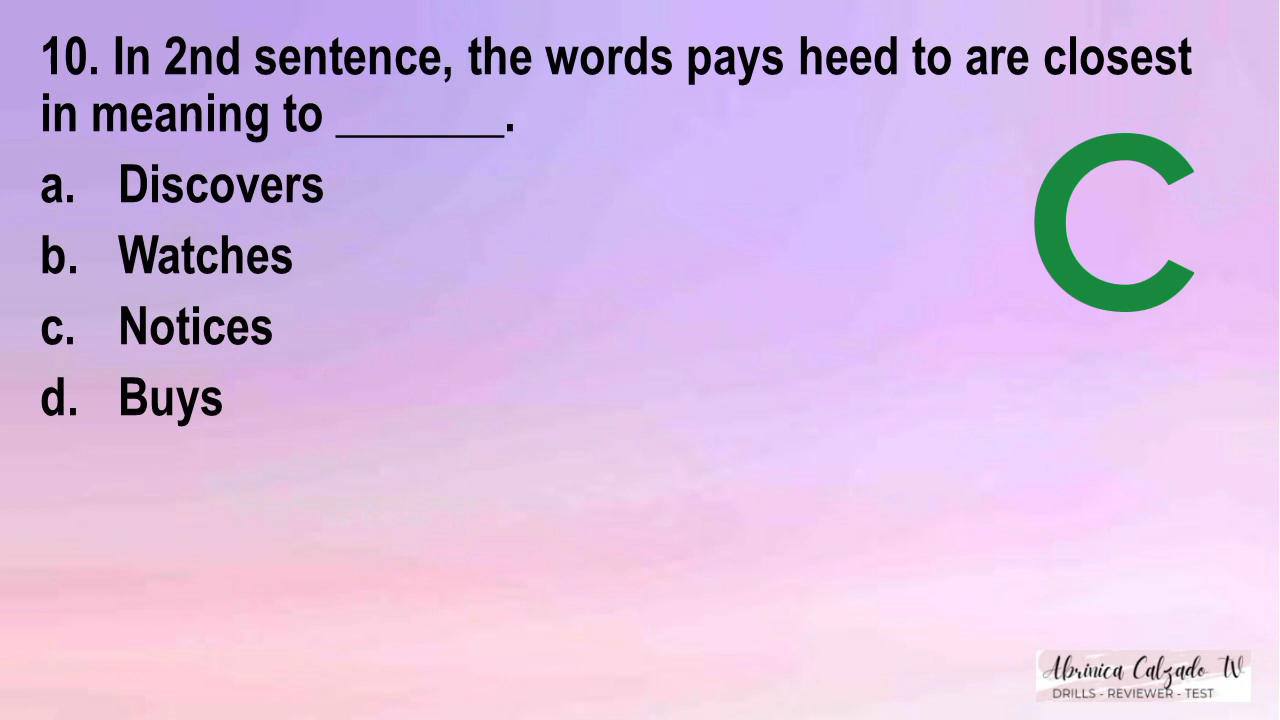 10. In 2nd sentence, the words pays heed to are closest
in meaning to _______.
a. Discovers
b. Watches
c. Notices
d. Buys
C
Abrinica Calzado TV
DRILLS - REVIEWER - TEST